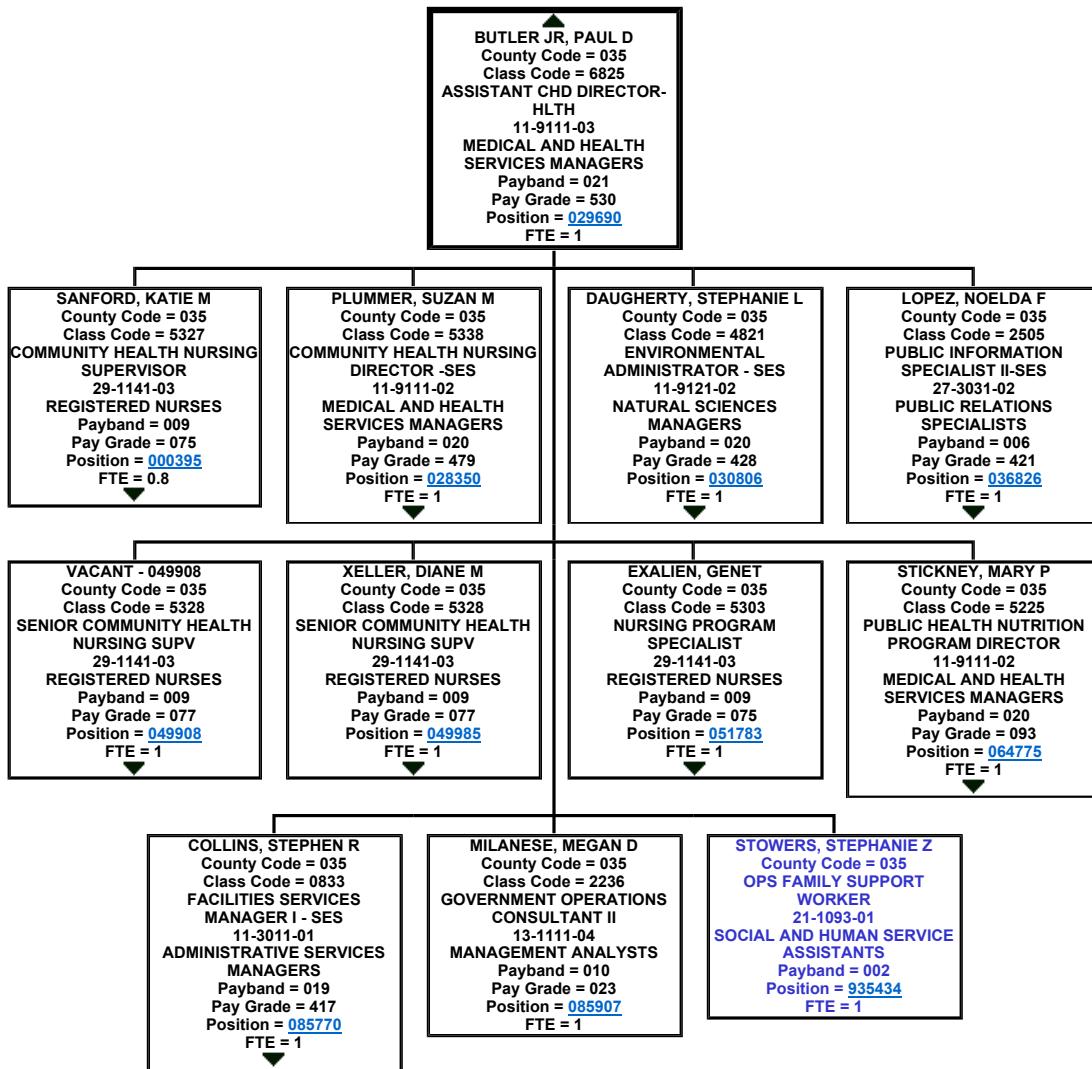 BUTLER JR, PAUL D
County Code = 035
Class Code = 6825
ASSISTANT CHD DIRECTOR-
HLTH
11-9111-03
MEDICAL AND HEALTH
SERVICES MANAGERS
Payband = 021
Pay Grade = 530
Position = 029690
FTE = 1
SANFORD, KATIE M
County Code = 035
Class Code = 5327
COMMUNITY HEALTH NURSING
SUPERVISOR
29-1141-03
REGISTERED NURSES
Payband = 009
Pay Grade = 075
Position = 000395
FTE = 0.8
PLUMMER, SUZAN M
County Code = 035
Class Code = 5338
COMMUNITY HEALTH NURSING
DIRECTOR -SES
11-9111-02
MEDICAL AND HEALTH
SERVICES MANAGERS
Payband = 020
Pay Grade = 479
Position = 028350
FTE = 1
DAUGHERTY, STEPHANIE L
County Code = 035
Class Code = 4821
ENVIRONMENTAL
ADMINISTRATOR - SES
11-9121-02
NATURAL SCIENCES
MANAGERS
Payband = 020
Pay Grade = 428
Position = 030806
FTE = 1
LOPEZ, NOELDA F
County Code = 035
Class Code = 2505
PUBLIC INFORMATION
SPECIALIST II-SES
27-3031-02
PUBLIC RELATIONS
SPECIALISTS
Payband = 006
Pay Grade = 421
Position = 036826
FTE = 1
VACANT - 049908
County Code = 035
Class Code = 5328
SENIOR COMMUNITY HEALTH
NURSING SUPV
29-1141-03
REGISTERED NURSES
Payband = 009
Pay Grade = 077
Position = 049908
FTE = 1
XELLER, DIANE M
County Code = 035
Class Code = 5328
SENIOR COMMUNITY HEALTH
NURSING SUPV
29-1141-03
REGISTERED NURSES
Payband = 009
Pay Grade = 077
Position = 049985
FTE = 1
EXALIEN, GENET
County Code = 035
Class Code = 5303
NURSING PROGRAM
SPECIALIST
29-1141-03
REGISTERED NURSES
Payband = 009
Pay Grade = 075
Position = 051783
FTE = 1
STICKNEY, MARY P
County Code = 035
Class Code = 5225
PUBLIC HEALTH NUTRITION
PROGRAM DIRECTOR
11-9111-02
MEDICAL AND HEALTH
SERVICES MANAGERS
Payband = 020
Pay Grade = 093
Position = 064775
FTE = 1
COLLINS, STEPHEN R
County Code = 035
Class Code = 0833
FACILITIES SERVICES
MANAGER I - SES
11-3011-01
ADMINISTRATIVE SERVICES
MANAGERS
Payband = 019
Pay Grade = 417
Position = 085770
FTE = 1
MILANESE, MEGAN D
County Code = 035
Class Code = 2236
GOVERNMENT OPERATIONS
CONSULTANT II
13-1111-04
MANAGEMENT ANALYSTS
Payband = 010
Pay Grade = 023
Position = 085907
FTE = 1
STOWERS, STEPHANIE Z
County Code = 035
OPS FAMILY SUPPORT
WORKER
21-1093-01
SOCIAL AND HUMAN SERVICE
ASSISTANTS
Payband = 002
Position = 935434
FTE = 1